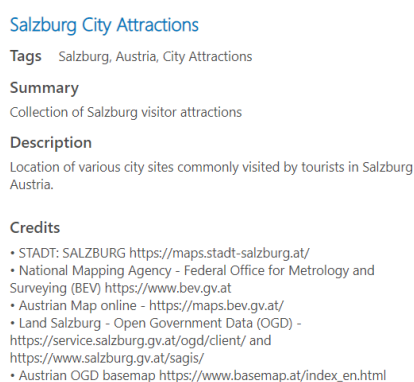 Salzburg City Attractions
Tags Salzburg, Austria, City Attractions
Summary
Collection of Salzburg visitor attractions
Description
Location of various city sites commonly visited by tourists in Salzburg
Austria.
Credits
• STADT: SALZBURG https://maps.stadt-salzburg.at/
• National Mapping Agency - Federal Office for Metrology and
Surveying (BEV) https://www.bev.gv.at
• Austrian Map online - https://maps.bev.gv.at/
• Land Salzburg - Open Government Data (OGD) -
https://service.salzburg.gv.at/ogd/client/ and
https://www.salzburg.gv.at/sagis/
• Austrian OGD basemap https://www.basemap.at/index_en.html